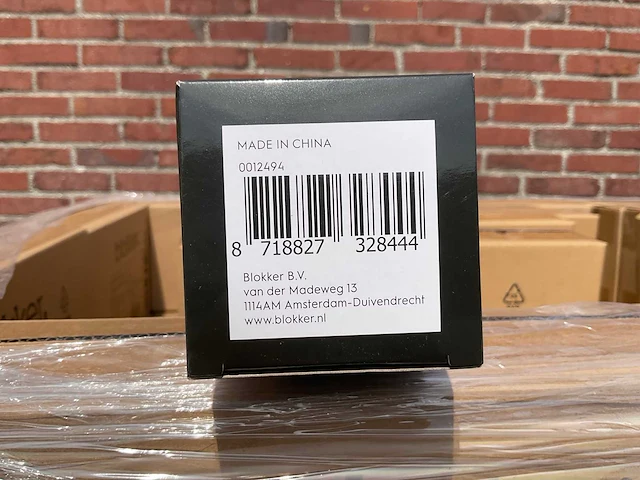 MADE IN CHINA
0012494
8 718827 328444
Blokker B.V.
van der Madeweg 13
1114AM Amsterdam-Duivendrecht
www.blokker.nl